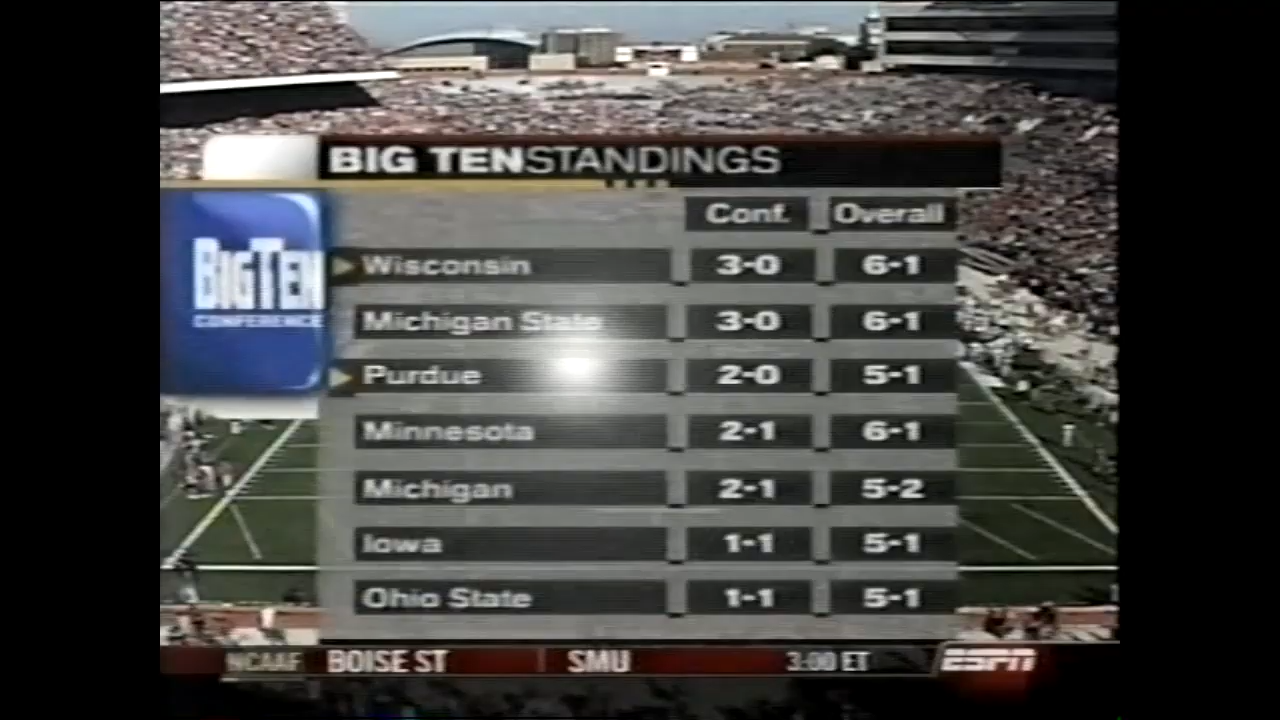 BIG TEN STANDINGS
BIGTEN
CONFERENCE
Conf. Overall
Wisconsin 3-0 6-1
Michigan State 3-0 6-1
Purdue 2-0 5-1
Minnesota 2-1 6-1
Michigan 2-1 5-2
Iowa 1-1 5-1
Ohio State 1-1 5-1
NCAAF BOISE ST SMU 3:00 ET ESPN